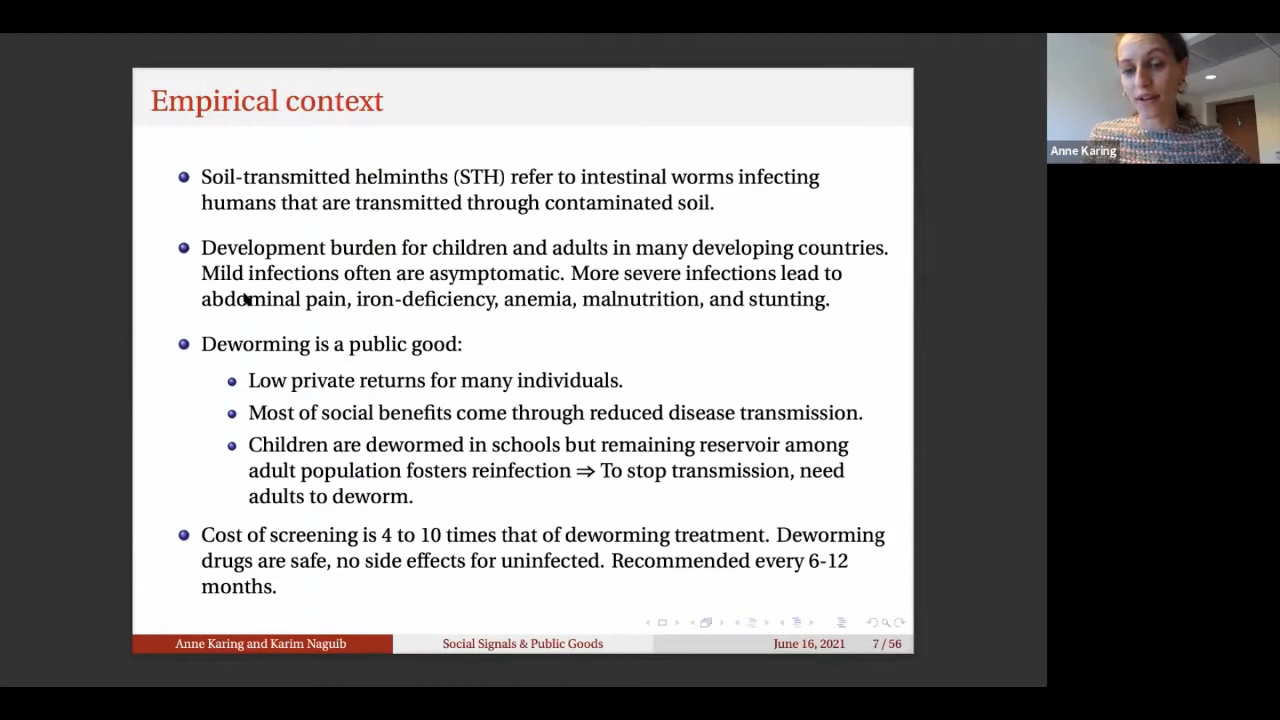 Empirical context
Soil-transmitted helminths (STH) refer to intestinal worms infecting
humans that are transmitted through contaminated soil.
Development burden for children and adults in many developing countries.
Mild infections often are asymptomatic. More severe infections lead to
abdominal pain, iron-deficiency, anemia, malnutrition, and stunting.
Deworming is a public good:
Low private returns for many individuals.
Most of social benefits come through reduced disease transmission.
Children are dewormed in schools but remaining reservoir among
adult population fosters reinfection ⇒ To stop transmission, need
adults to deworm.
Cost of screening is 4 to 10 times that of deworming treatment. Deworming
drugs are safe, no side effects for uninfected. Recommended every 6-12
months.
Anne Karing and Karim Naguib
Social Signals & Public Goods
June 16, 2021
7 / 56
Anne Karing